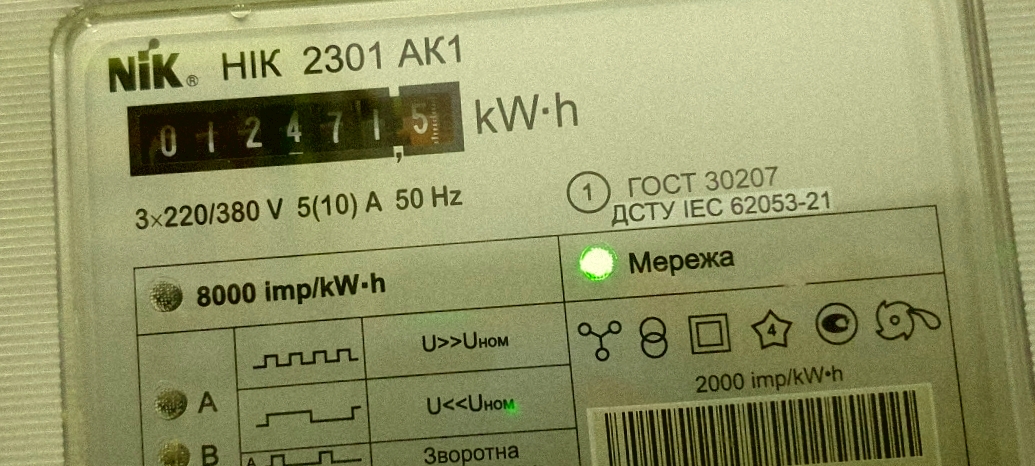 NiK® НІК 2301 АК1
0 1 2 4 7 1 , 5 kW·h
3×220/380 V 5(10) A 50 Hz
1 ГОСТ 30207
ДСТУ IEC 62053-21
8000 imp/kW·h
Мережа
U>>Uном
4
A
U<<Uном
2000 imp/kW·h
B
A
Зворотна